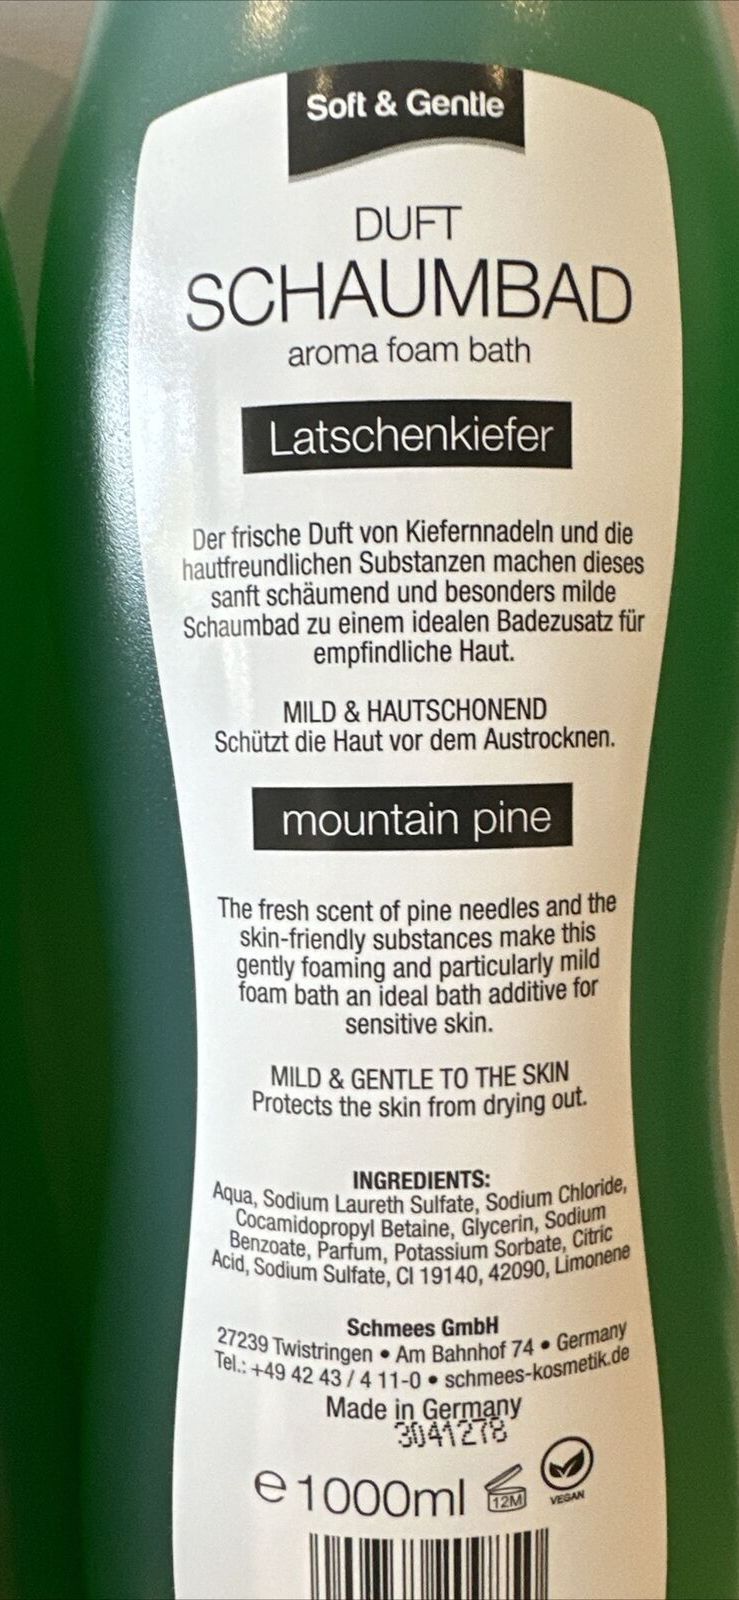 Soft & Gentle
DUFT
SCHAUMBAD
aroma foam bath
Latschenkiefer
Der frische Duft von Kiefernnadeln und die
hautfreundlichen Substanzen machen dieses
sanft schäumend und besonders milde
Schaumbad zu einem idealen Badezusatz für
empfindliche Haut.
MILD & HAUTSCHONEND
Schützt die Haut vor dem Austrocknen.
mountain pine
The fresh scent of pine needles and the
skin-friendly substances make this
gently foaming and particularly mild
foam bath an ideal bath additive for
sensitive skin.
MILD & GENTLE TO THE SKIN
Protects the skin from drying out.
INGREDIENTS:
Aqua, Sodium Laureth Sulfate, Sodium Chloride,
Cocamidopropyl Betaine, Glycerin, Sodium
Benzoate, Parfum, Potassium Sorbate, Citric
Acid, Sodium Sulfate, CI 19140, 42090, Limonene
Schmees GmbH
27239 Twistringen • Am Bahnhof 74 • Germany
Tel.: +49 42 43 / 4 11-0 • schmees-kosmetik.de
Made in Germany
3041278
e 1000ml 12M VEGAN